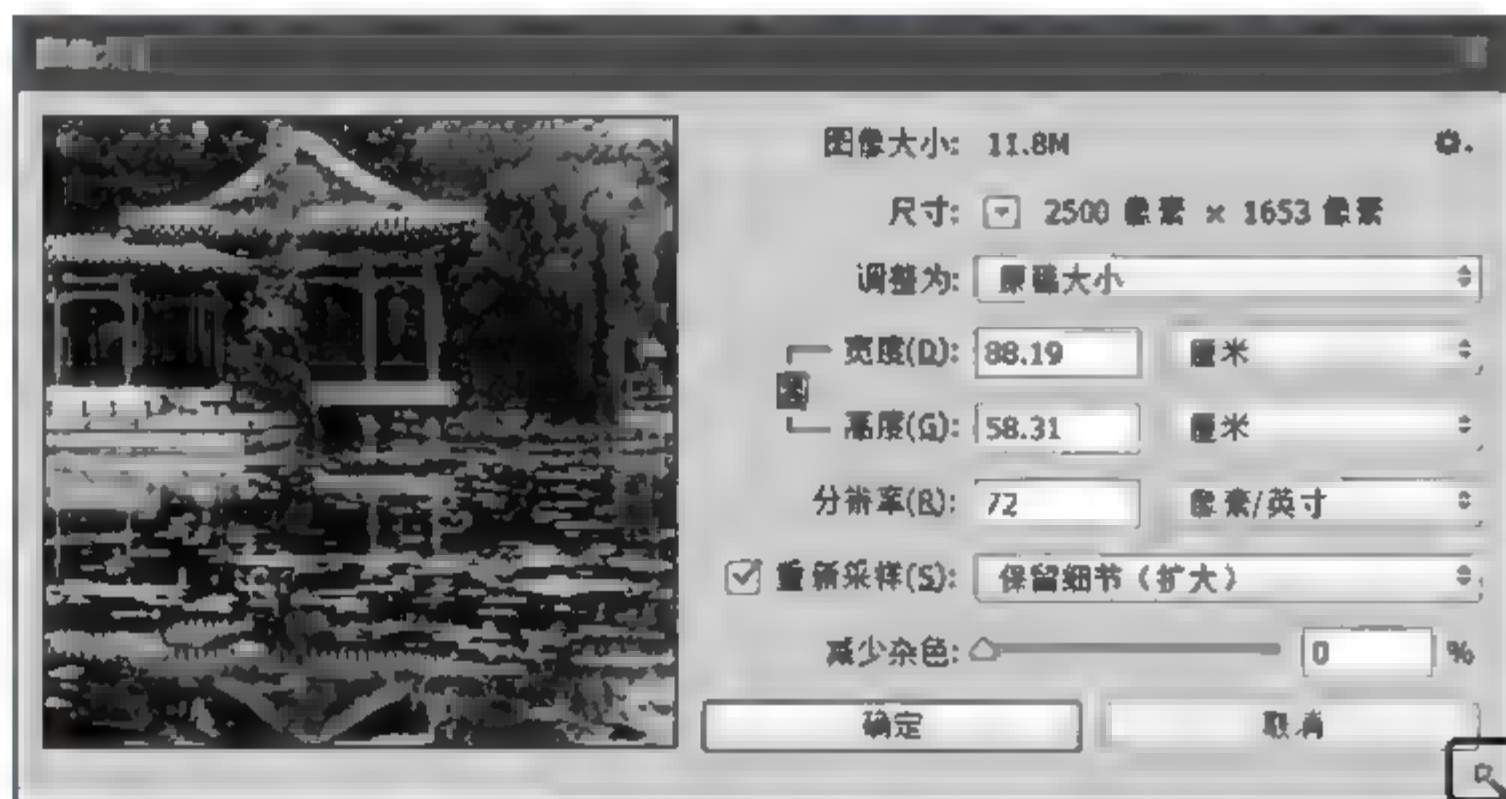 图像大小: 11.8M
尺寸: 2500 像素 × 1653 像素
调整为: 原稿大小
宽度(D): 88.19 厘米
高度(G): 58.31 厘米
分辨率(R): 72 像素/英寸
重新采样(S): 保留细节（扩大）
减少杂色: 0 %
确定 取消